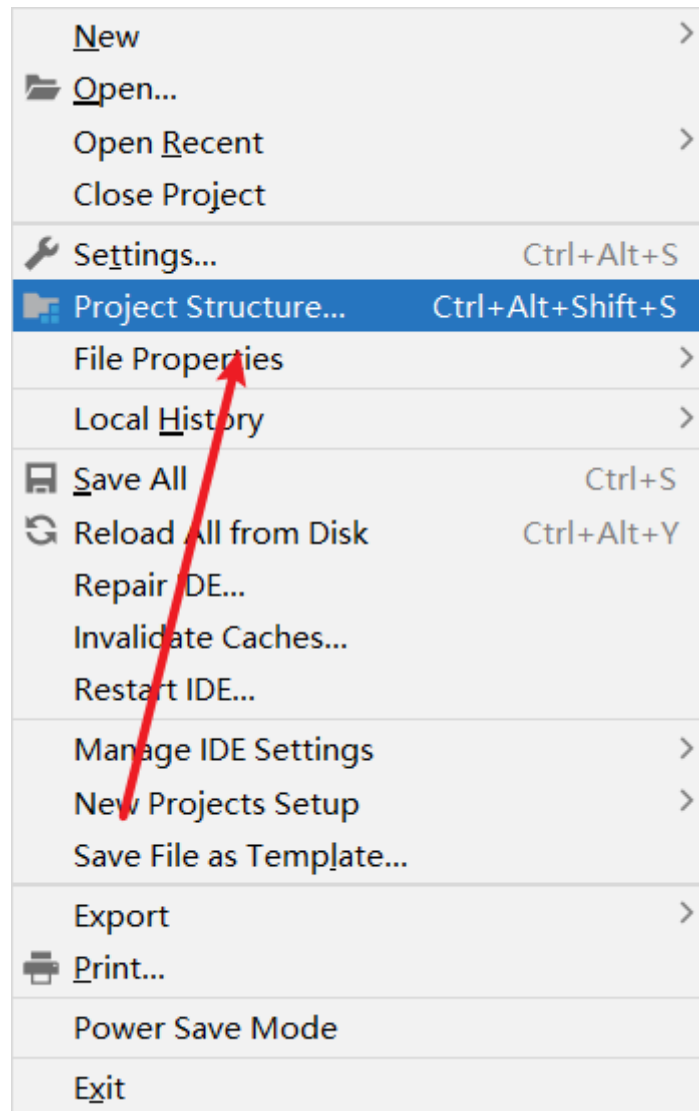 New
Open...
Open Recent
Close Project
Settings... Ctrl+Alt+S
Project Structure... Ctrl+Alt+Shift+S
File Properties
Local History
Save All Ctrl+S
Reload All from Disk Ctrl+Alt+Y
Repair IDE...
Invalidate Caches...
Restart IDE...
Manage IDE Settings
New Projects Setup
Save File as Template...
Export
Print...
Power Save Mode
Exit